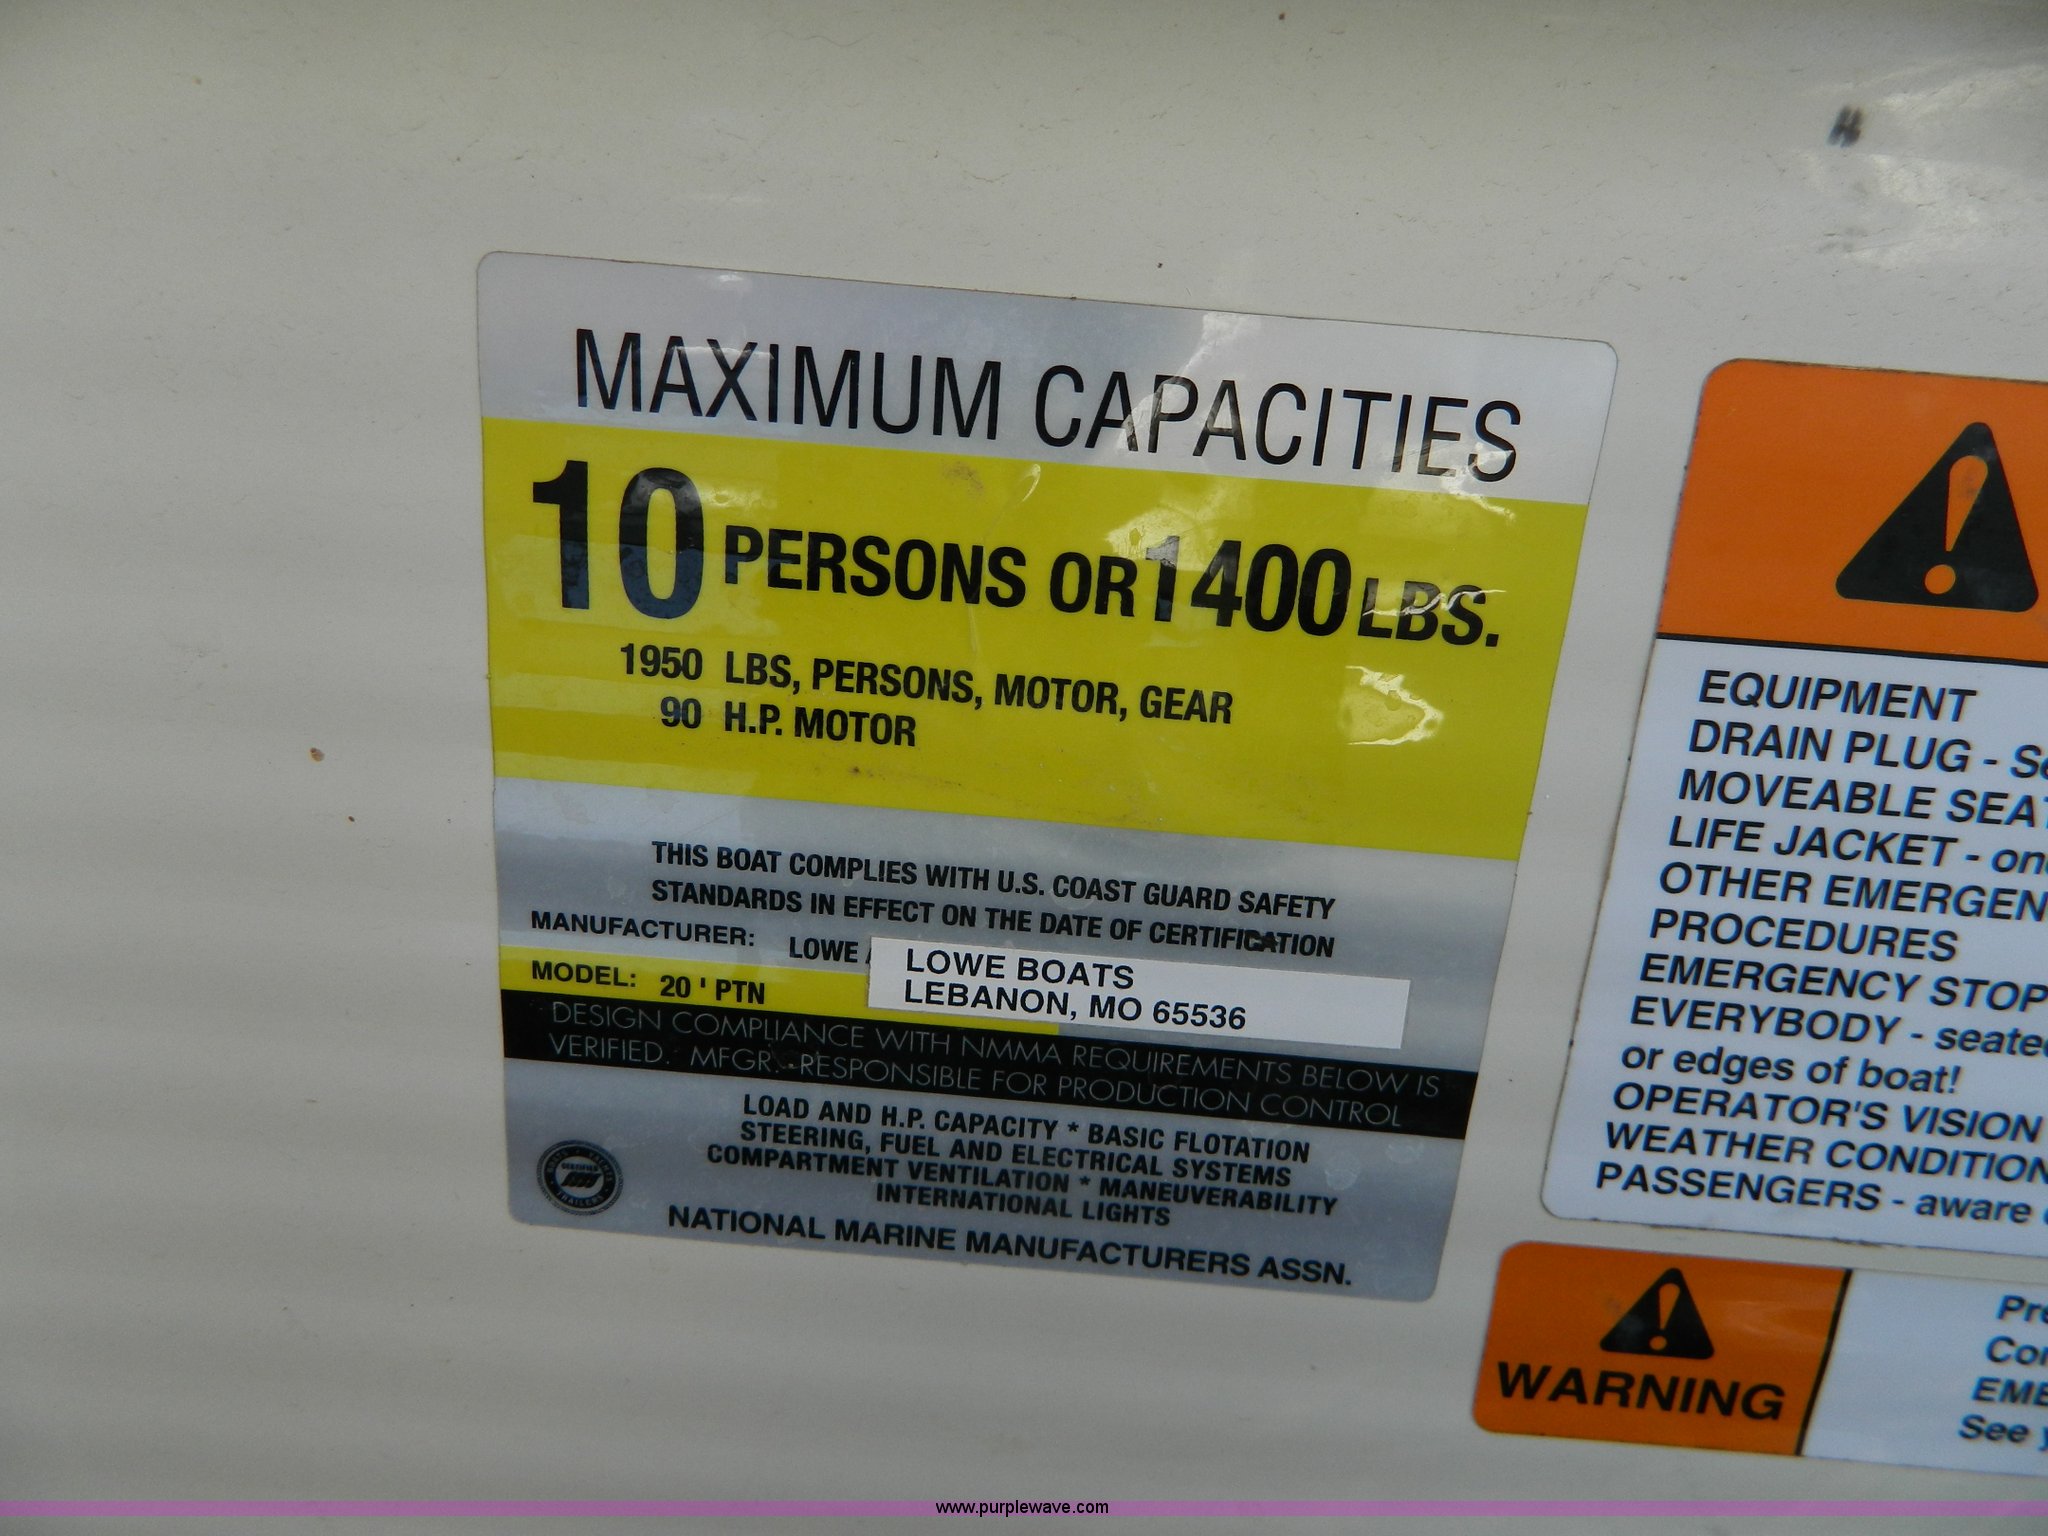 MAXIMUM CAPACITIES
10 PERSONS OR 1400 LBS.
1950 LBS, PERSONS, MOTOR, GEAR
90 H.P. MOTOR
THIS BOAT COMPLIES WITH U.S. COAST GUARD SAFETY
STANDARDS IN EFFECT ON THE DATE OF CERTIFICATION
MANUFACTURER: LOWE
LOWE BOATS
LEBANON, MO 65536
MODEL: 20 ' PTN
DESIGN COMPLIANCE WITH NMMA REQUIREMENTS BELOW IS
VERIFIED. MFGR. RESPONSIBLE FOR PRODUCTION CONTROL
LOAD AND H.P. CAPACITY * BASIC FLOTATION
STEERING, FUEL AND ELECTRICAL SYSTEMS
COMPARTMENT VENTILATION * MANEUVERABILITY
INTERNATIONAL LIGHTS
NATIONAL MARINE MANUFACTURERS ASSN.
CERTIFIED
EQUIPMENT
DRAIN PLUG -
MOVEABLE
LIFE JACKET -
OTHER
PROCEDURES
EMERGENCY STOP
EVERYBODY -
or edges of boat!
OPERATOR'S VISION
WEATHER
PASSENGERS - aware
WARNING
See
www.purplewave.com